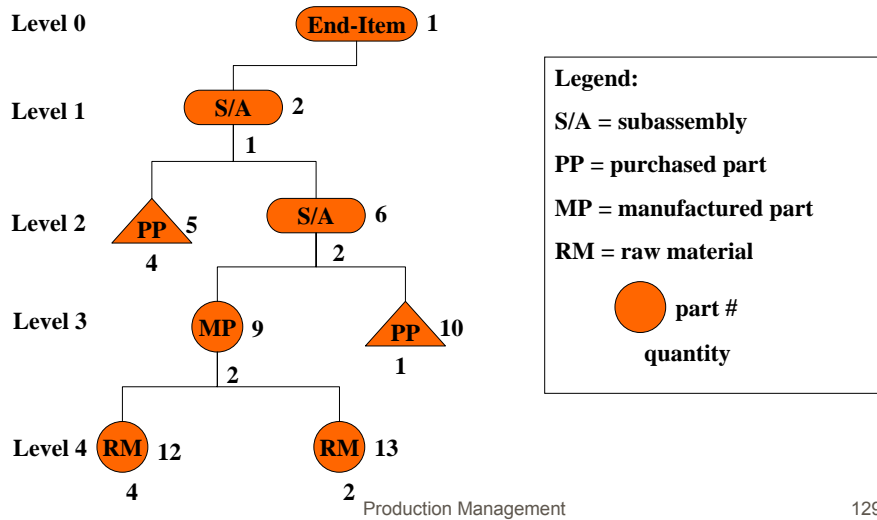 Level 0 End-Item 1
Level 1 S/A 2
1
Level 2 PP 5 S/A 6
4 2
Level 3 MP 9 PP 10
2 1
Level 4 RM 12 RM 13
4 2
Legend:
S/A = subassembly
PP = purchased part
MP = manufactured part
RM = raw material
part #
quantity
Production Management 129